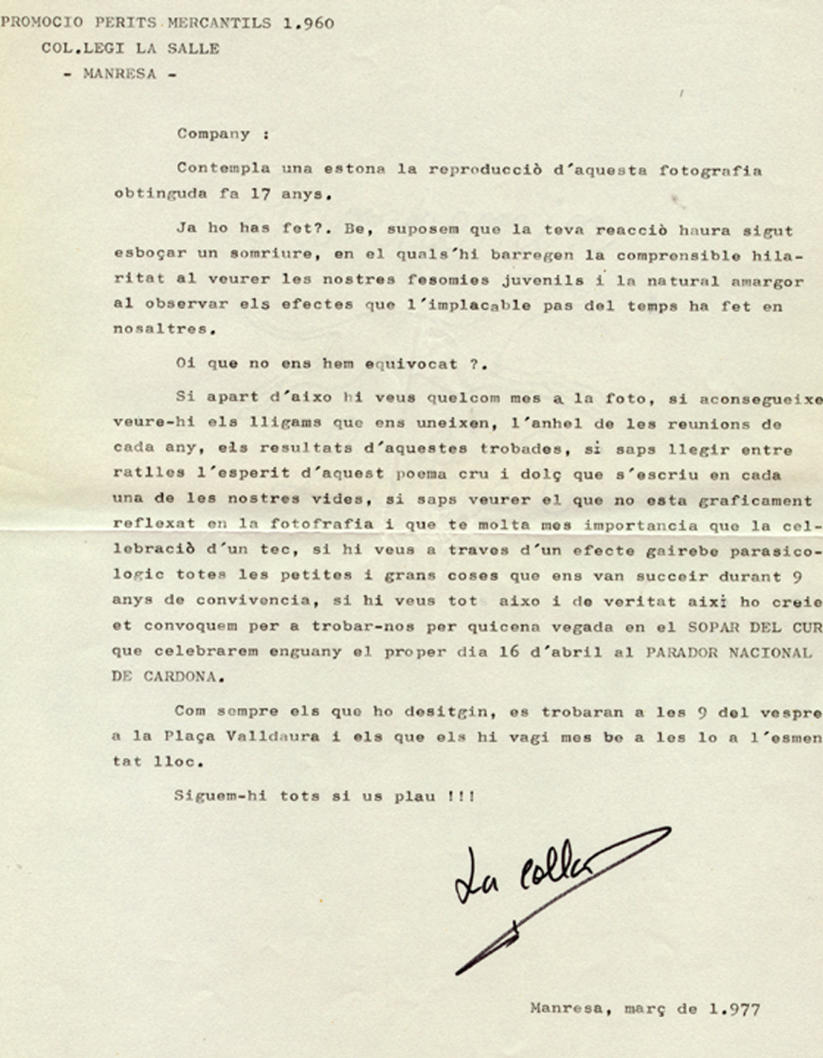 PROMOCIO PERITS MERCANTILS 1.960
COL.LEGI LA SALLE
- MANRESA -
Company :
Contempla una estona la reproducciò d'aquesta fotografia
obtinguda fa 17 anys.
Ja ho has fet?. Be, suposem que la teva reacciò haura sigut
esboçar un somriure, en el quals'hi barregen la comprensible hila-
ritat al veurer les nostres fesomies juvenils i la natural amargor
al observar els efectes que l'implacable pas del temps ha fet en
nosaltres.
Oi que no ens hem equivocat ?.
Si apart d'aixo hi veus quelcom mes a la foto, si aconsegueixe
veure-hi els lligams que ens uneixen, l'anhel de les reunions de
cada any, els resultats d'aquestes trobades, si saps llegir entre
ratlles l'esperit d'aquest poema cru i dolç que s'escriu en cada
una de les nostres vides, si saps veurer el que no esta graficament
reflexat en la fotofrafia i que te molta mes importancia que la cel-
lebraciò d'un tec, si hi veus a traves d'un efecte gairebe parasico-
logic totes les petites i grans coses que ens van succeir durant 9
anys de convivencia, si hi veus tot aixo i de veritat aixi ho creie
et convoquem per a trobar-nos per quicena vegada en el SOPAR DEL CUR
que celebrarem enguany el proper dia 16 d'abril al PARADOR NACIONAL
DE CARDONA.
Com sempre els que ho desitgin, es trobaran a les 9 del vespre
a la Plaça Valldaura i els que els hi vagi mes be a les lo a l'esmen
tat lloc.
Siguem-hi tots si us plau !!!
La colla
Manresa, març de 1.977